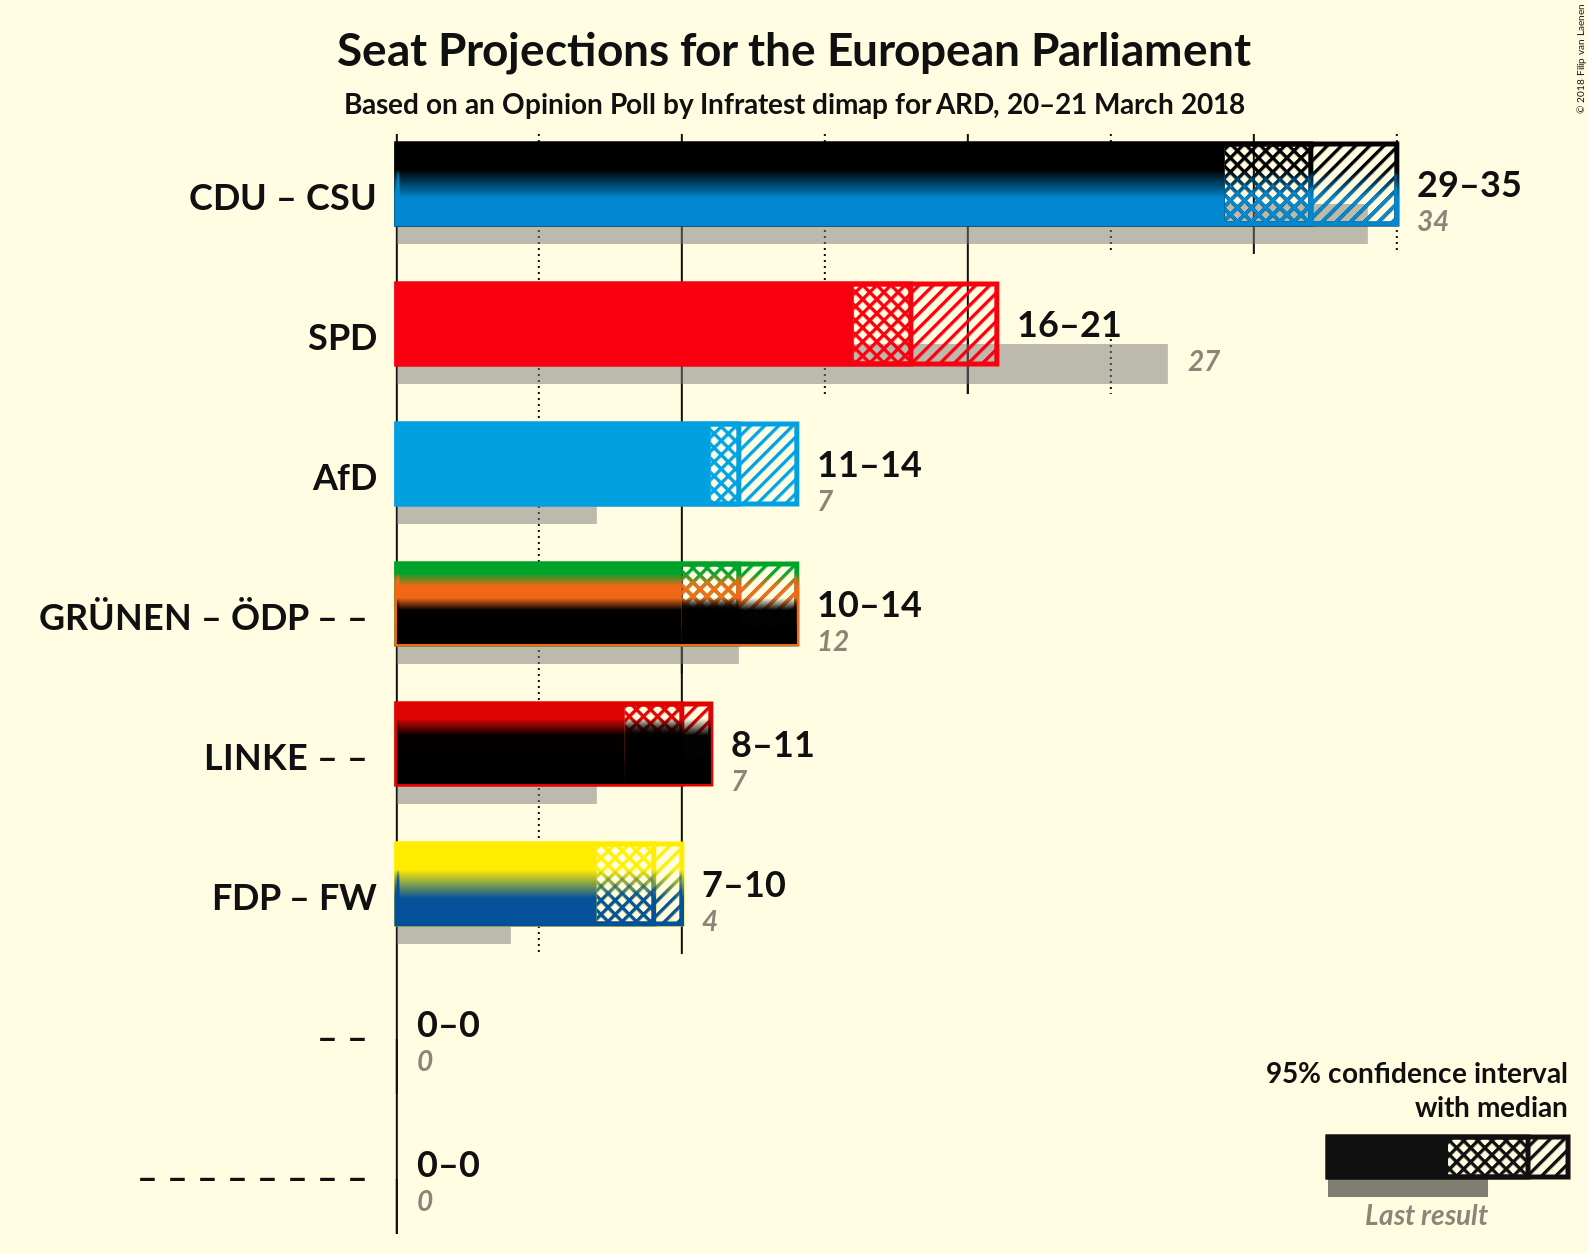 Seat Projections for the European Parliament
Based on an Opinion Poll by Infratest dimap for ARD, 20–21 March 2018
© 2018 Filip van Laenen
CDU – CSU
29–35
34
SPD
16–21
27
AfD
11–14
7
GRÜNEN – ÖDP – –
10–14
12
LINKE – –
8–11
7
FDP – FW
7–10
4
– –
0–0
0
– – – – – – – –
0–0
0
95% confidence interval
with median
Last result